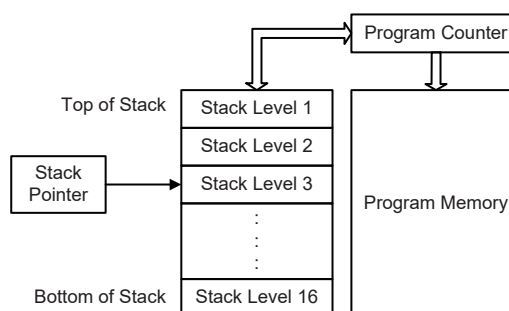 Program Counter
Top of Stack
Stack Level 1
Stack Level 2
Stack
Pointer
Stack Level 3
Program Memory
Bottom of Stack
Stack Level 16